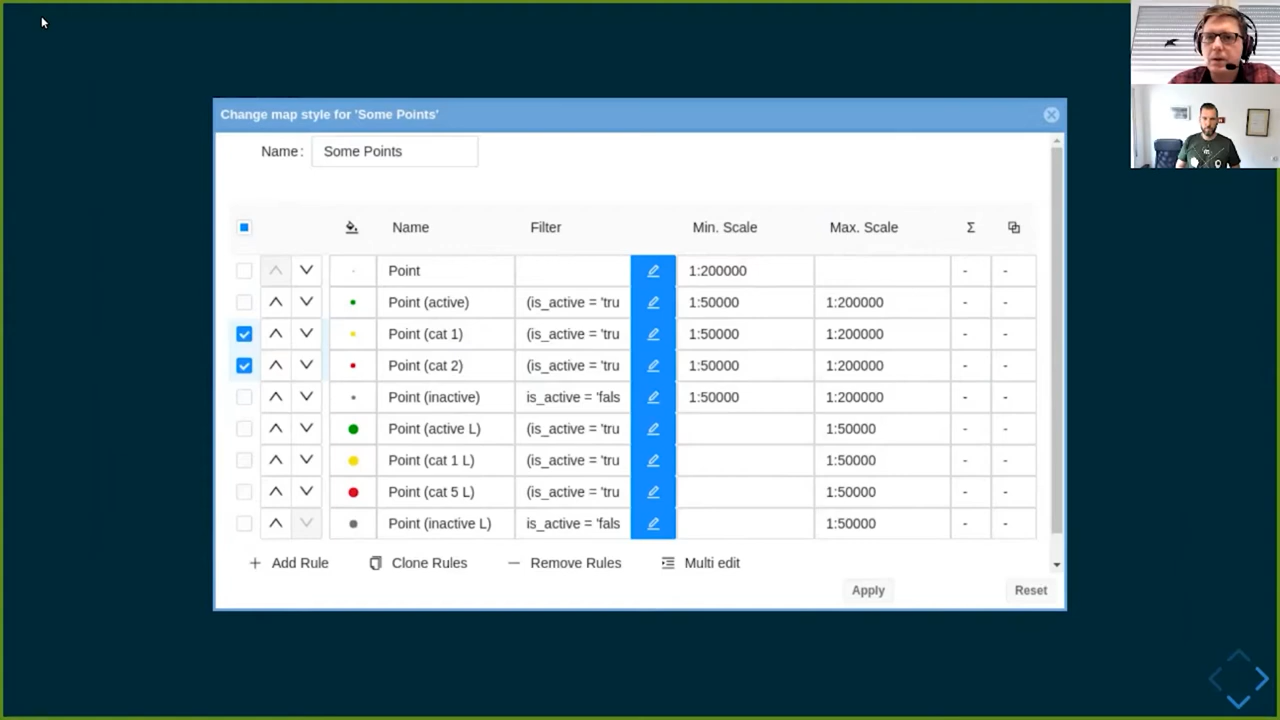 Change map style for 'Some Points'
Name: Some Points
Name Filter Min. Scale Max. Scale Σ
Point 1:200000 - -
Point (active) (is_active = 'tru 1:50000 1:200000 - -
Point (cat 1) (is_active = 'tru 1:50000 1:200000 - -
Point (cat 2) (is_active = 'tru 1:50000 1:200000 - -
Point (inactive) is_active = 'fals 1:50000 1:200000 - -
Point (active L) (is_active = 'tru 1:50000 - -
Point (cat 1 L) (is_active = 'tru 1:50000 - -
Point (cat 5 L) (is_active = 'tru 1:50000 - -
Point (inactive L) is_active = 'fals 1:50000 - -
+ Add Rule Clone Rules Remove Rules Multi edit
Apply Reset